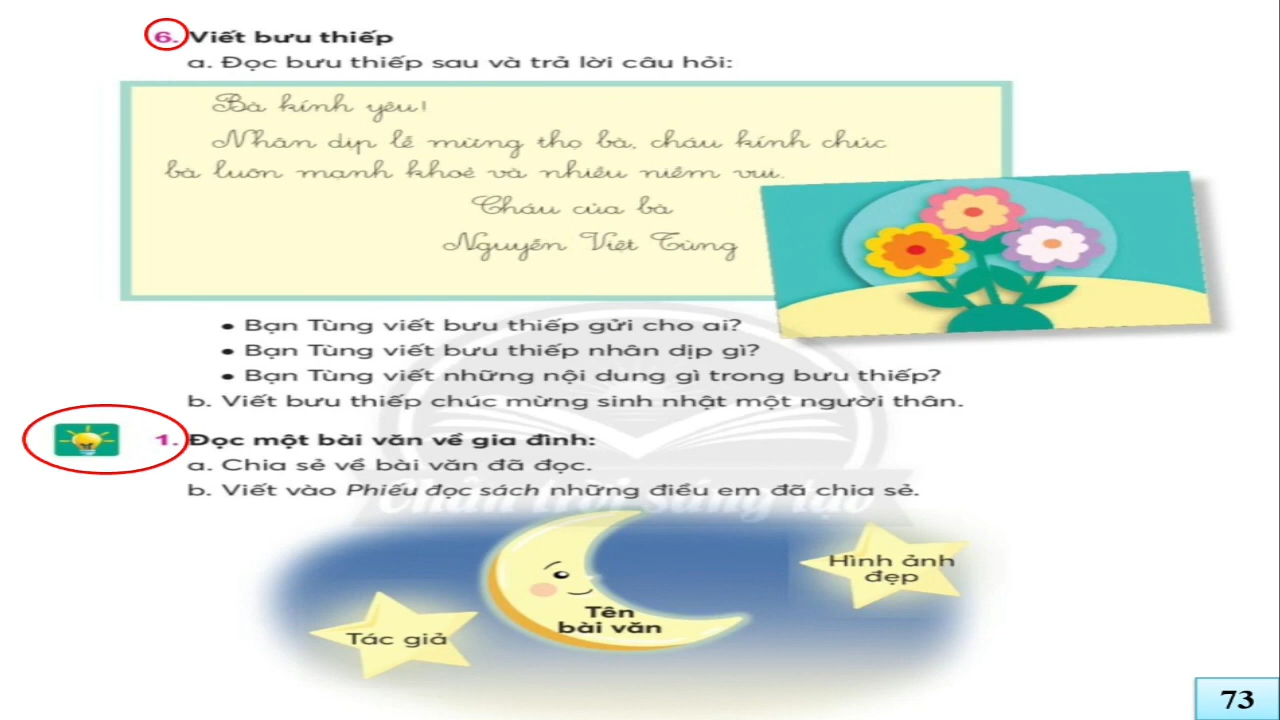 6. Viết bưu thiếp
a. Đọc bưu thiếp sau và trả lời câu hỏi:
Bà kính yêu!
Nhân dịp lễ mừng thọ bà, cháu kính chúc
bà luôn mạnh khoẻ và nhiều niềm vui.
Cháu của bà
Nguyễn Việt Tùng
• Bạn Tùng viết bưu thiếp gửi cho ai?
• Bạn Tùng viết bưu thiếp nhân dịp gì?
• Bạn Tùng viết những nội dung gì trong bưu thiếp?
b. Viết bưu thiếp chúc mừng sinh nhật một người thân.
1. Đọc một bài văn về gia đình:
a. Chia sẻ về bài văn đã đọc.
b. Viết vào Phiếu đọc sách những điều em đã chia sẻ.
Chân trời sáng tạo
Hình ảnh
đẹp
Tên
bài văn
Tác giả
73